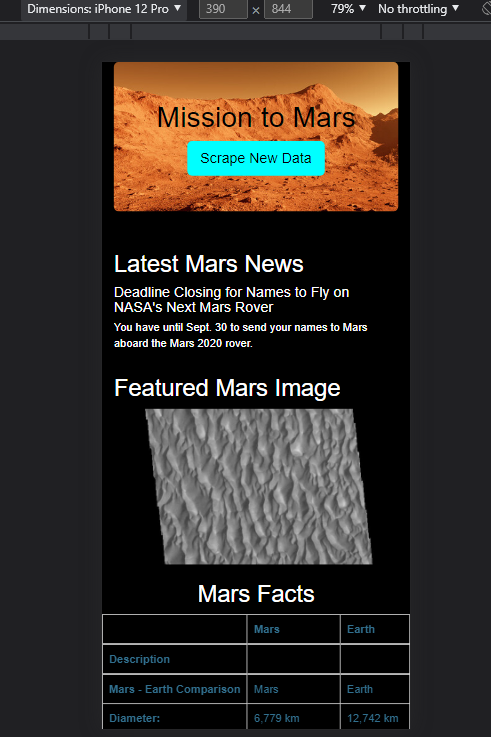 Dimensions: iPhone 12 Pro ▼ 390 × 844 79% ▼ No throttling ▼
Mission to Mars
Scrape New Data
Latest Mars News
Deadline Closing for Names to Fly on
NASA's Next Mars Rover
You have until Sept. 30 to send your names to Mars
aboard the Mars 2020 rover.
Featured Mars Image
Mars Facts
Mars Earth
Description
Mars - Earth Comparison Mars Earth
Diameter: 6,779 km 12,742 km